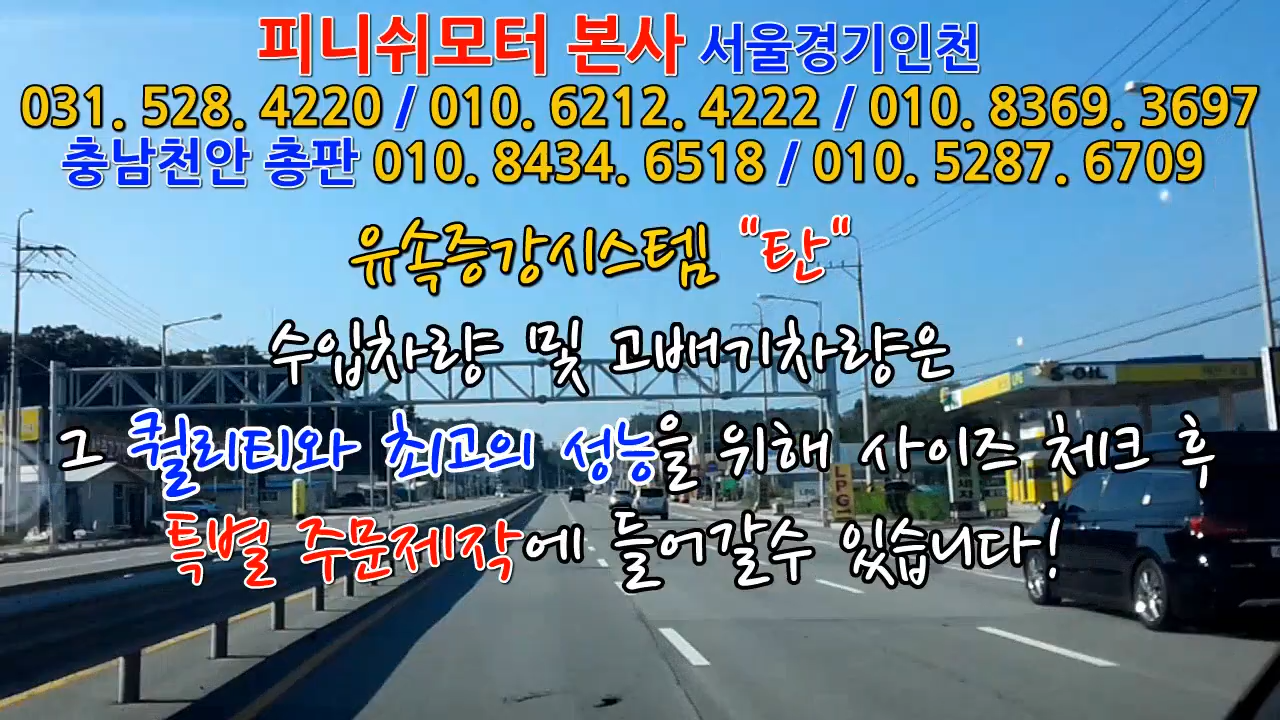 피니쉬모터 본사 서울경기인천
031. 528. 4220 / 010. 6212. 4222 / 010. 8369. 3697
충남천안 총판 010. 8434. 6518 / 010. 5287. 6709
유속증강시스템 "탄"
수입차량 및 고배기차량은
그 퀄리티와 최고의 성능을 위해 사이즈 체크 후
특별 주문제작에 들어갈수 있습니다!
S-OIL
LPG
LPG